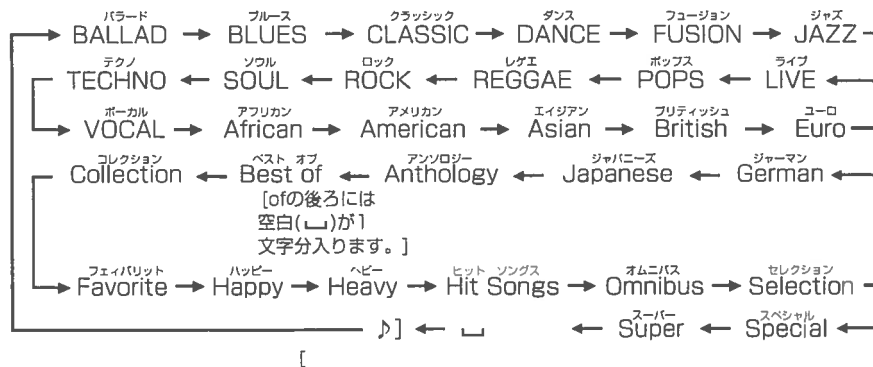 バラード ブルース クラッシック ダンス フュージョン ジャズ
BALLAD → BLUES → CLASSIC → DANCE → FUSION → JAZZ
テクノ ソウル ロック レゲエ ポップス ライブ
TECHNO ← SOUL ← ROCK ← REGGAE ← POPS ← LIVE
ボーカル アフリカン アメリカン エイジアン ブリティッシュ ユーロ
VOCAL → African → American → Asian → British → Euro
コレクション ベスト オブ アンソロジー ジャパニーズ ジャーマン
Collection ← Best of ← Anthology ← Japanese ← German
[ofの後ろには
空白(␣)が1
文字分入ります。]
フェィバリット ハッピー ヘビー ヒット ソングス オムニバス セレクション
Favorite → Happy → Heavy → Hit Songs → Omnibus → Selection
スーパー スペシャル
♪] ← ␣ ← Super ← Special
[